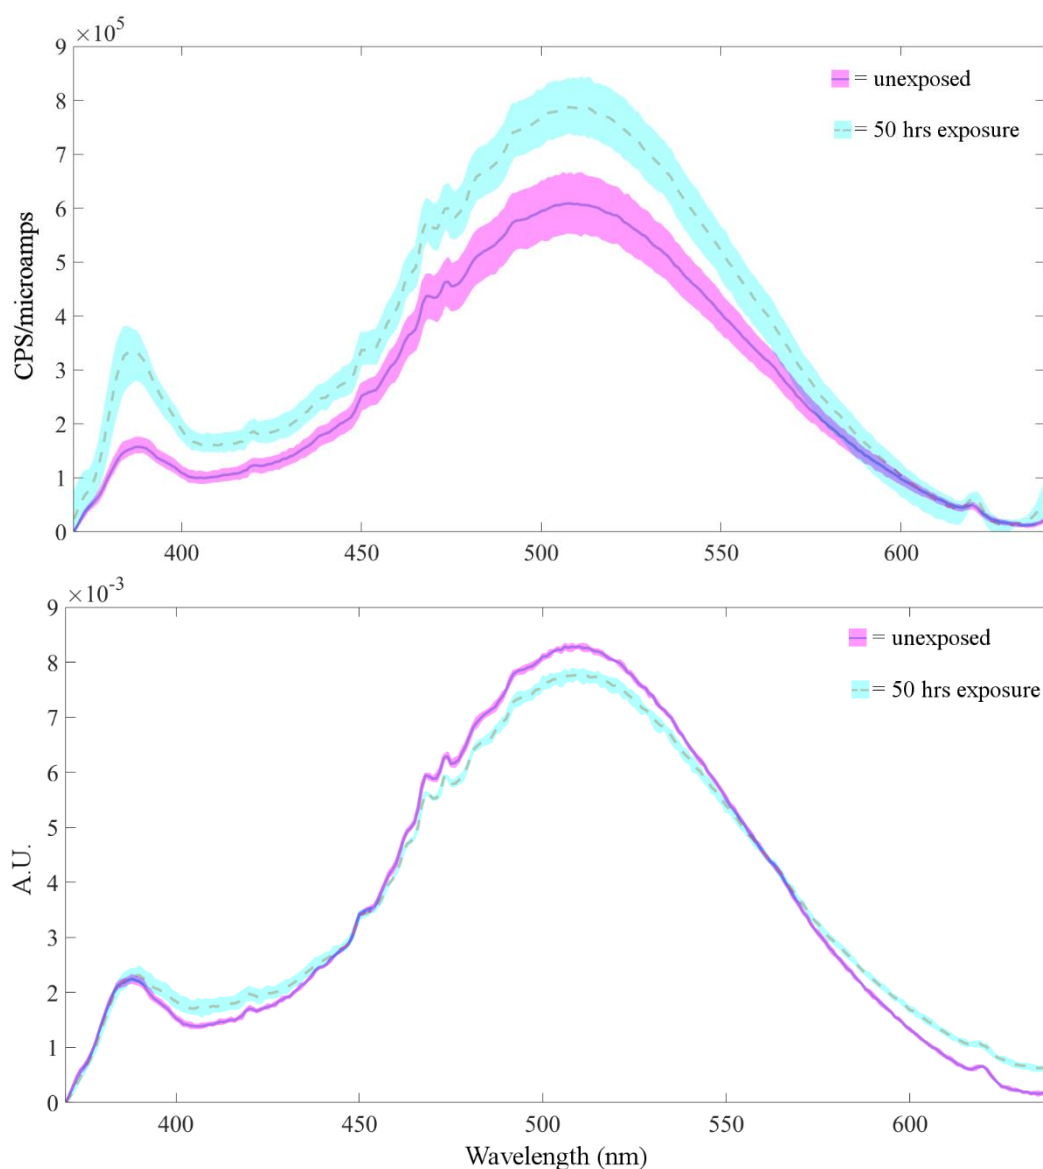 ×10⁵
9
8
7
6
5
4
3
2
1
0
CPS/microamps
= unexposed
= 50 hrs exposure
400 450 500 550 600
×10⁻³
9
8
7
6
5
4
3
2
1
0
A.U.
= unexposed
= 50 hrs exposure
400 450 500 550 600
Wavelength (nm)